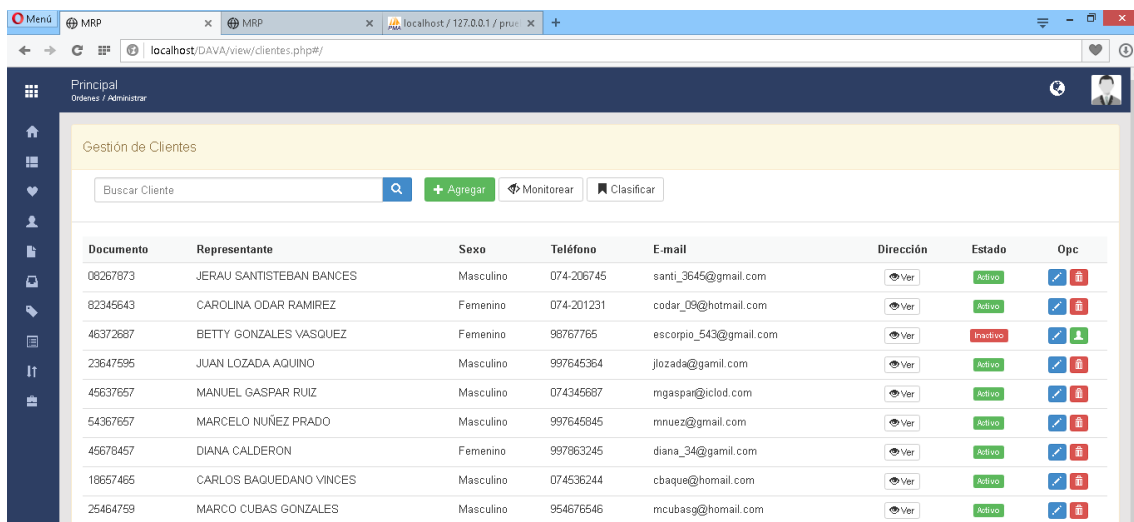 Menú MRP MRP localhost / 127.0.0.1 / prue
localhost/DAVA/view/clientes.php#/
Principal
Ordenes / Administrar
Gestión de Clientes
Buscar Cliente Agregar Monitorear Clasificar
Documento Representante Sexo Teléfono E-mail Dirección Estado Opc
08267873 JERAU SANTISTEBAN BANCES Masculino 074-206745 santi_3645@gmail.com Ver Activo
82345643 CAROLINA ODAR RAMIREZ Femenino 074-201231 codar_09@hotmail.com Ver Activo
46372687 BETTY GONZALES VASQUEZ Femenino 98767765 escorpio_543@gmail.com Ver Inactivo
23647595 JUAN LOZADA AQUINO Masculino 997645364 jlozada@gamil.com Ver Activo
45637657 MANUEL GASPAR RUIZ Masculino 074345687 mgaspar@iclod.com Ver Activo
54367657 MARCELO NUÑEZ PRADO Masculino 997645845 mnuez@gmail.com Ver Activo
45678457 DIANA CALDERON Femenino 997863245 diana_34@gamil.com Ver Activo
18657465 CARLOS BAQUEDANO VINCES Masculino 074536244 cbaque@homail.com Ver Activo
25464759 MARCO CUBAS GONZALES Masculino 954676546 mcubasg@homail.com Ver Activo